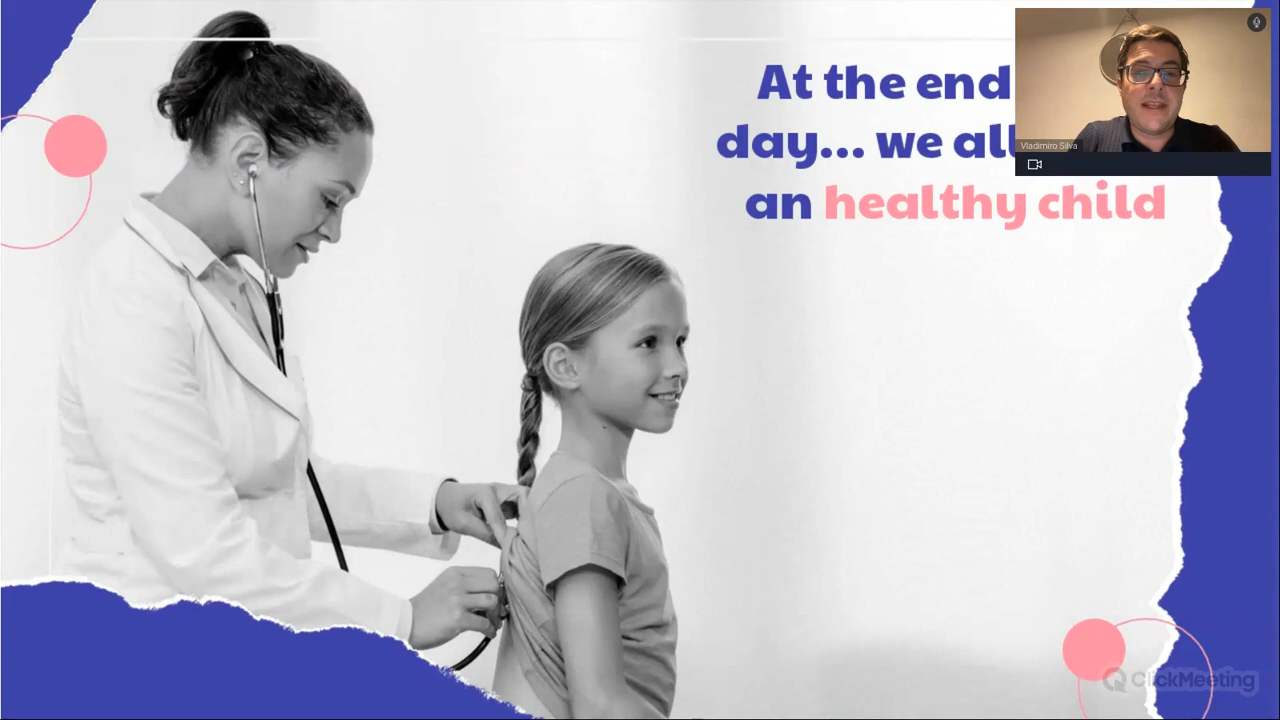 At the end
day... we all
an healthy child
Vladimiro Silva
ClickMeeting